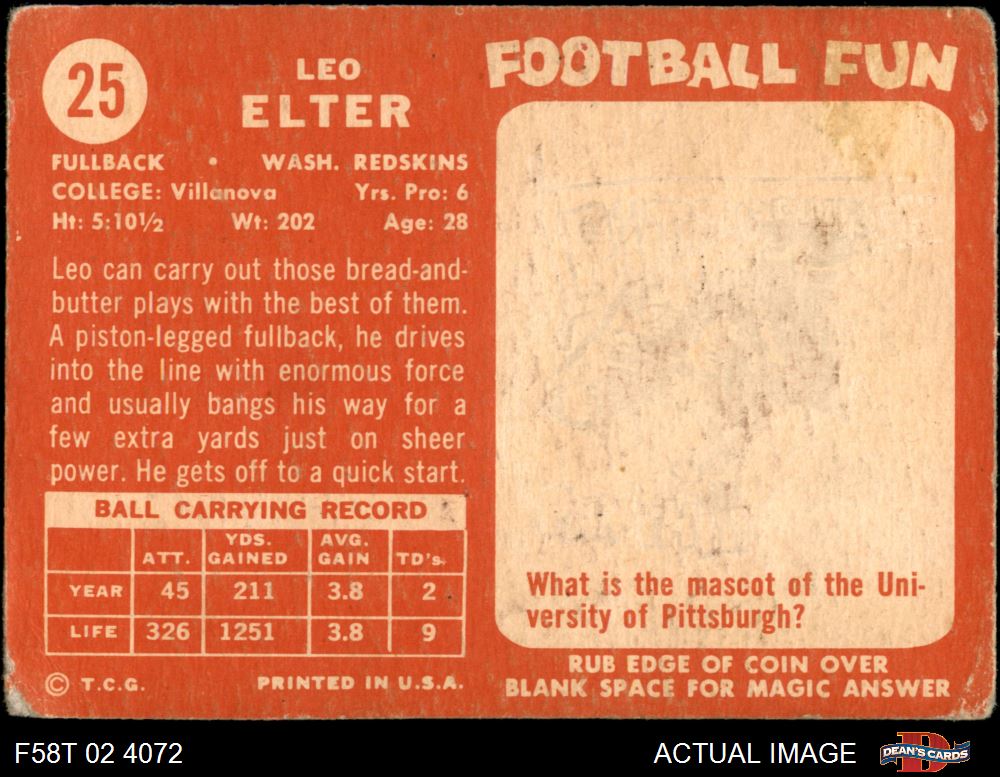 25
LEO
ELTER
FULLBACK • WASH. REDSKINS
COLLEGE: Villanova Yrs. Pro: 6
Ht: 5:10½ Wt: 202 Age: 28
Leo can carry out those bread-and-
butter plays with the best of them.
A piston-legged fullback, he drives
into the line with enormous force
and usually bangs his way for a
few extra yards just on sheer
power. He gets off to a quick start.
BALL CARRYING RECORD
ATT. YDS. GAINED AVG. GAIN TD's
YEAR 45 211 3.8 2
LIFE 326 1251 3.8 9
© T.C.G. PRINTED IN U.S.A.
FOOTBALL FUN
What is the mascot of the Uni-
versity of Pittsburgh?
RUB EDGE OF COIN OVER
BLANK SPACE FOR MAGIC ANSWER
F58T 02 4072 ACTUAL IMAGE DEAN'S CARDS